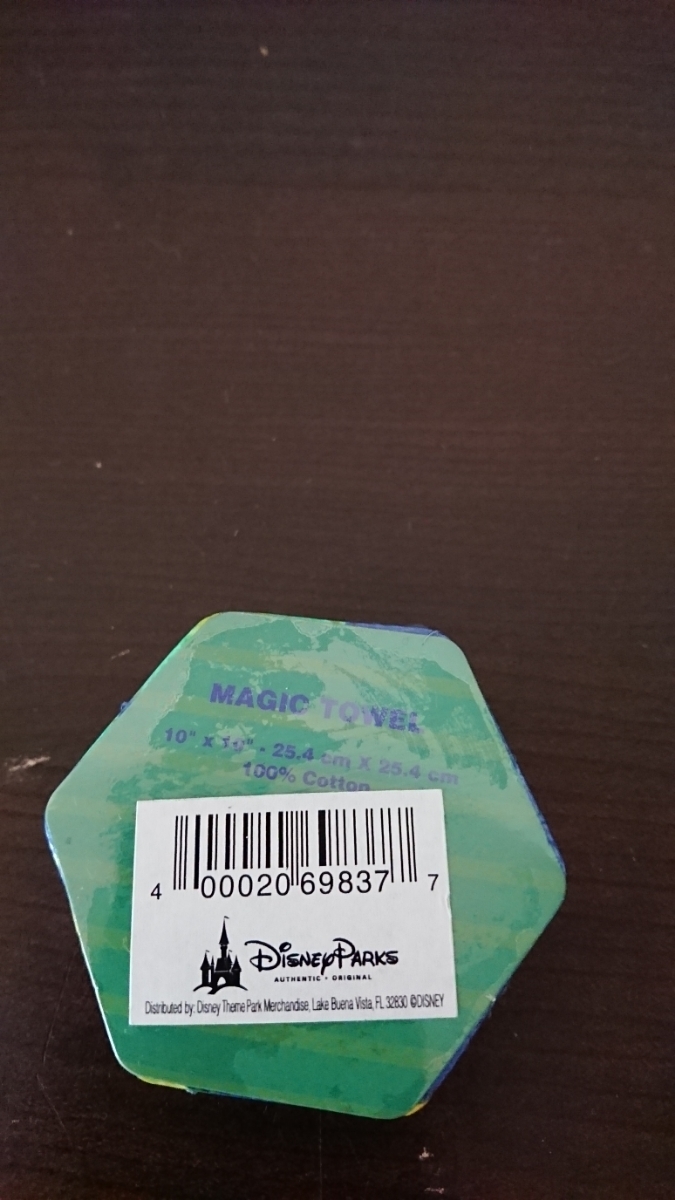 MAGIC TOWEL
10" x 10" - 25.4 cm X 25.4 cm
100% Cotton
4 00020 69837 7
DISNEY PARKS
AUTHENTIC • ORIGINAL
Distributed by: Disney Theme Park Merchandise, Lake Buena Vista, FL 32830 ©DISNEY